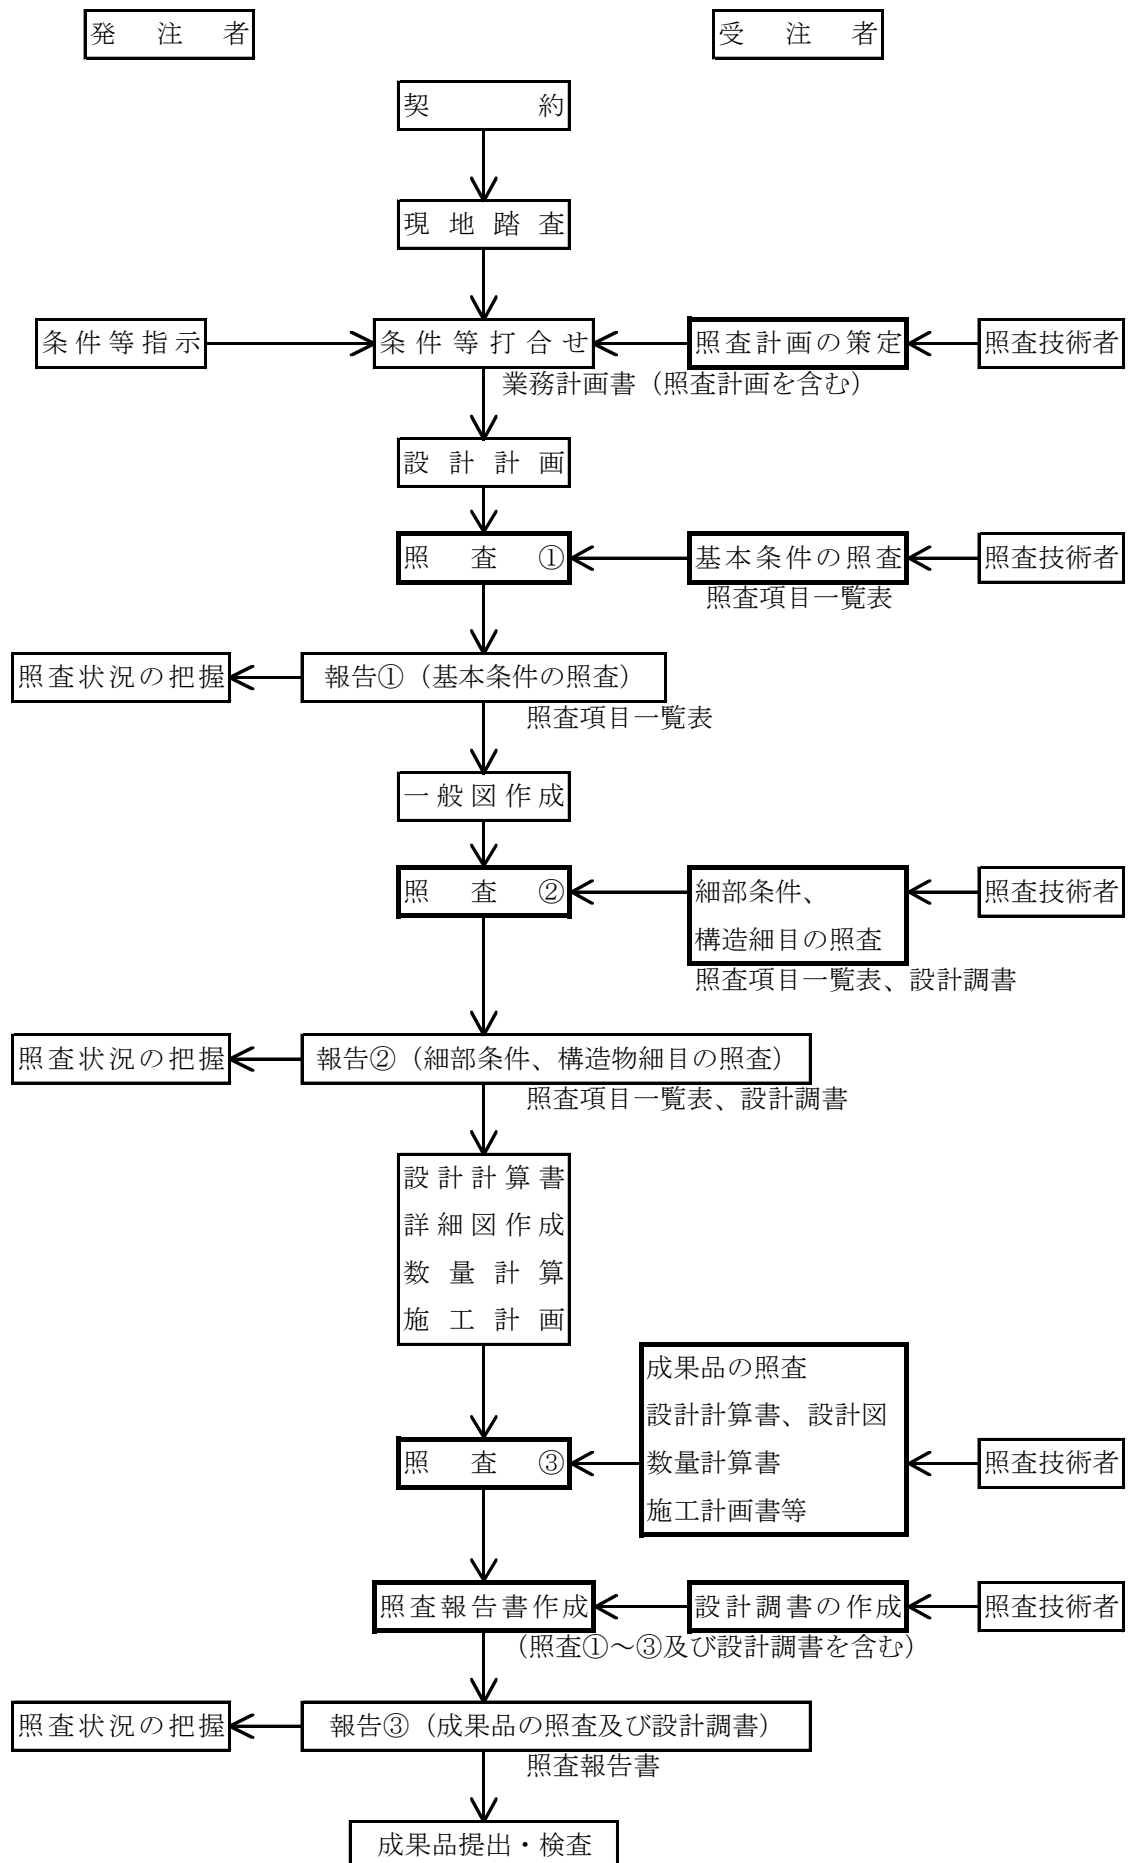 発注者
受注者
契約
現地踏査
条件等指示
条件等打合せ
照査計画の策定
照査技術者
業務計画書（照査計画を含む）
設計計画
照査①
基本条件の照査
照査技術者
照査項目一覧表
照査状況の把握
報告①（基本条件の照査）
照査項目一覧表
一般図作成
照査②
細部条件、
構造細目の照査
照査技術者
照査項目一覧表、設計調書
照査状況の把握
報告②（細部条件、構造物細目の照査）
照査項目一覧表、設計調書
設計計算書
詳細図作成
数量計算
施工計画
成果品の照査
設計計算書、設計図
数量計算書
施工計画書等
照査③
照査技術者
照査報告書作成
設計調書の作成
照査技術者
（照査①～③及び設計調書を含む）
照査状況の把握
報告③（成果品の照査及び設計調書）
照査報告書
成果品提出・検査